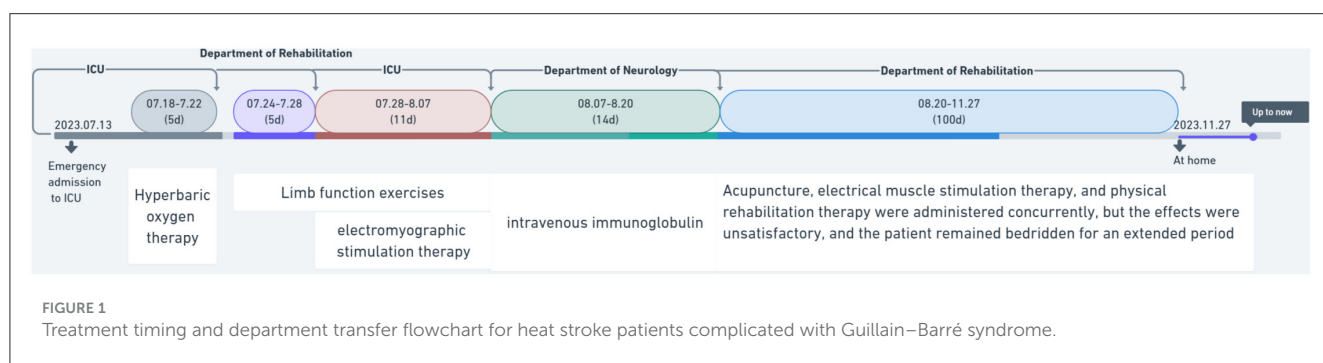 Department of Rehabilitation
ICU
ICU
Department of Neurology
Department of Rehabilitation
07.18-7.22
(5d)
07.24-7.28
(5d)
07.28-8.07
(11d)
08.07-8.20
(14d)
08.20-11.27
(100d)
2023.07.13
2023.11.27
Up to now
Emergency
admission
to ICU
At home
Hyperbaric
oxygen
therapy
Limb function exercises
electromyographic
stimulation therapy
intravenous immunoglobulin
Acupuncture, electrical muscle stimulation therapy, and physical
rehabilitation therapy were administered concurrently, but the effects were
unsatisfactory, and the patient remained bedridden for an extended period
FIGURE 1
Treatment timing and department transfer flowchart for heat stroke patients complicated with Guillain–Barré syndrome.